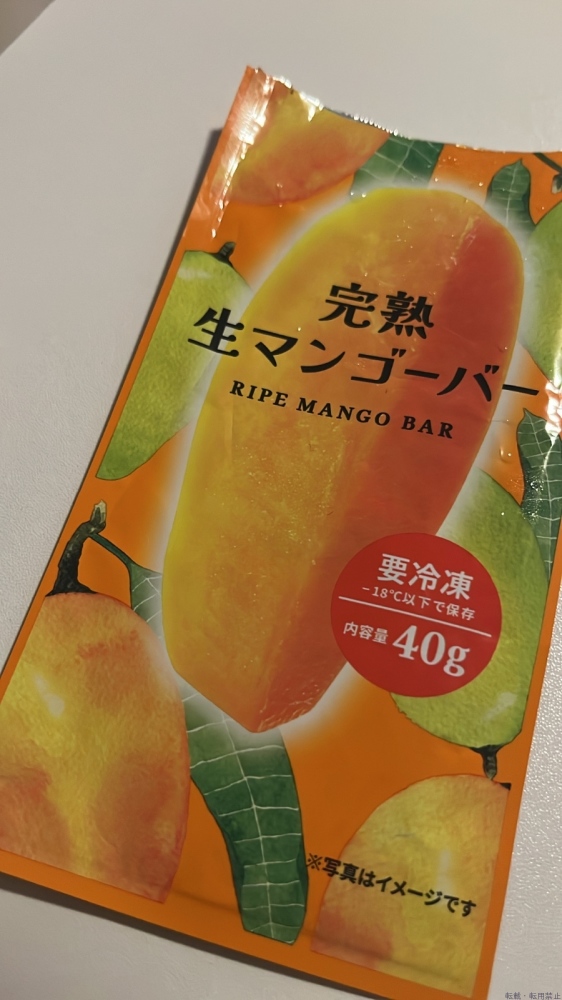 完熟
生マンゴーバー
RIPE MANGO BAR
要冷凍
-18℃以下で保存
内容量 40g
※写真はイメージです
転載・転用禁止